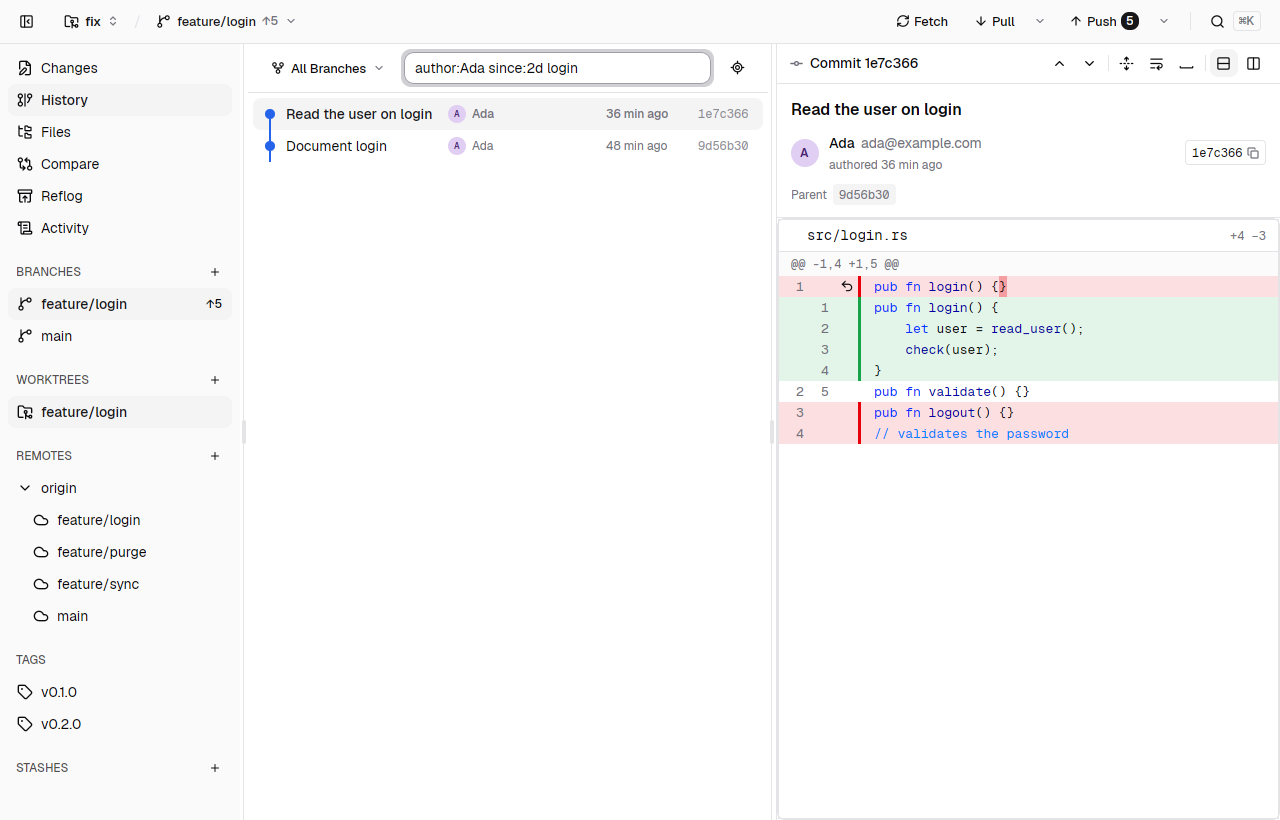 fix / feature/login ↑5 Fetch Pull Push 5 ⌘K
Changes
History
Files
Compare
Reflog
Activity
BRANCHES
feature/login ↑5
main
WORKTREES
feature/login
REMOTES
origin
feature/login
feature/purge
feature/sync
main
TAGS
v0.1.0
v0.2.0
STASHES
All Branches author:Ada since:2d login
Read the user on login A Ada 36 min ago 1e7c366
Document login A Ada 48 min ago 9d56b30
Commit 1e7c366
Read the user on login
A Ada ada@example.com
authored 36 min ago
1e7c366
Parent 9d56b30
src/login.rs +4 −3
@@ -1,4 +1,5 @@
1 pub fn login() {}
1 pub fn login() {
2 let user = read_user();
3 check(user);
4 }
2 5 pub fn validate() {}
3 pub fn logout() {}
4 // validates the password